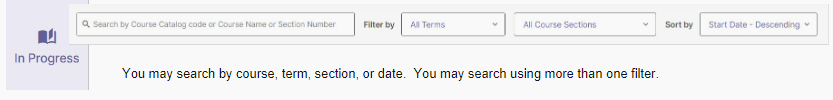 Search by Course Catalog code or Course Name or Section Number Filter by All Terms All Course Sections Sort by Start Date - Descending
In Progress
You may search by course, term, section, or date.  You may search using more than one filter.